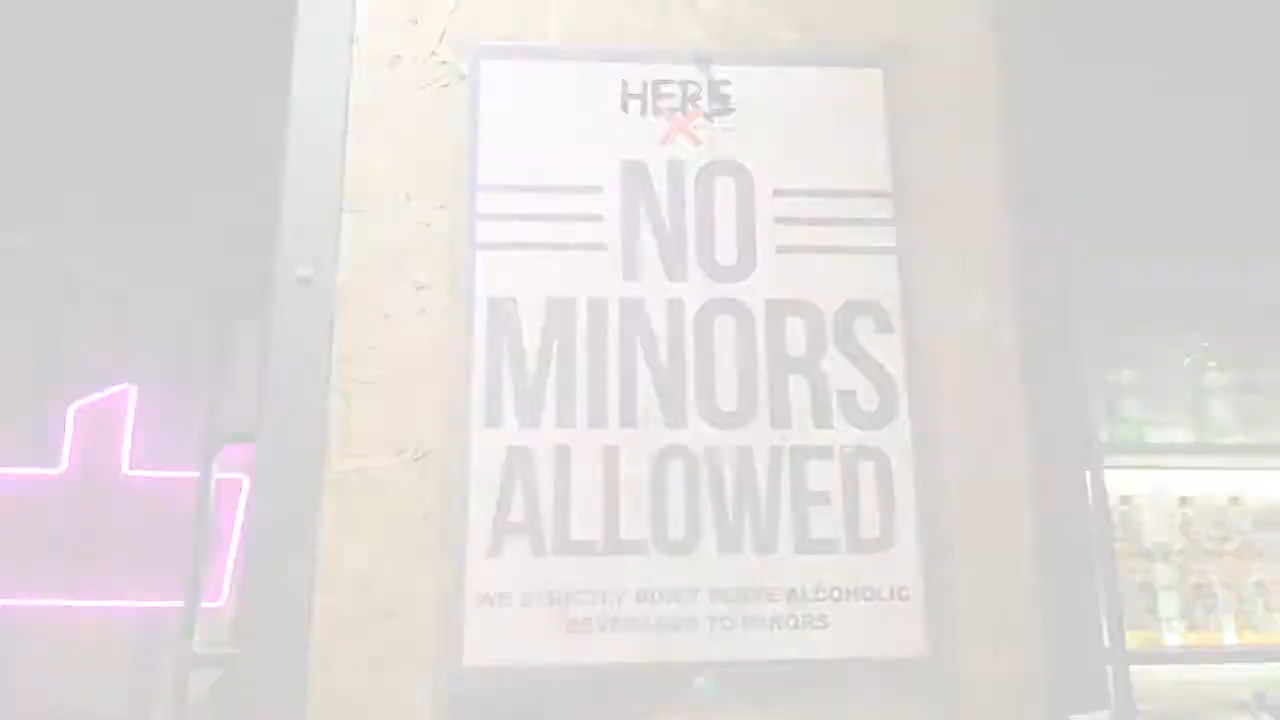 HERE
NO
MINORS
ALLOWED
WE STRICTLY DON'T SERVE ALCOHOLIC
BEVERAGES TO MINORS